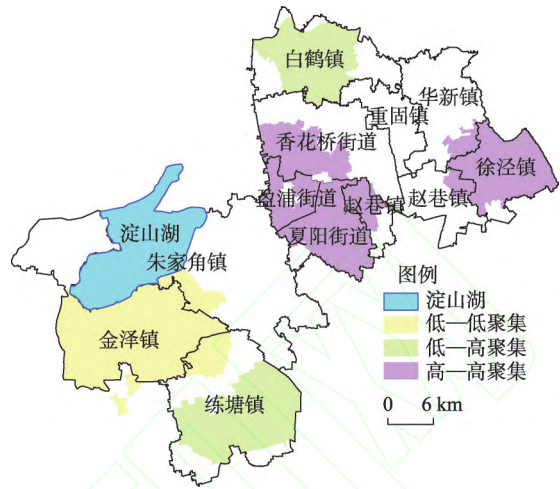 白鹤镇
华新镇
重固镇
香花桥街道
徐泾镇
盈浦街道
赵巷镇
赵巷镇
夏阳街道
淀山湖
朱家角镇
金泽镇
练塘镇
图例
淀山湖
低—低聚集
低—高聚集
高—高聚集
0 6 km